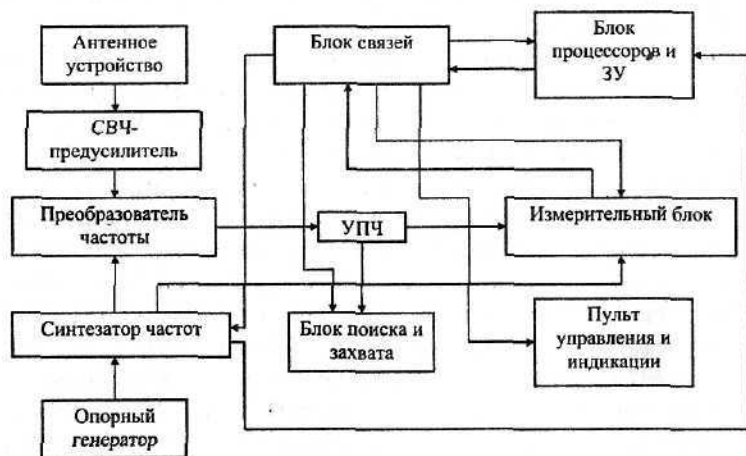 Антенное
устройство
Блок связей
Блок
процессоров и
ЗУ
СВЧ-
предусилитель
Преобразователь
частоты
УПЧ
Измерительный блок
Синтезатор частот
Блок поиска и
захвата
Пульт
управления и
индикации
Опорный
генератор